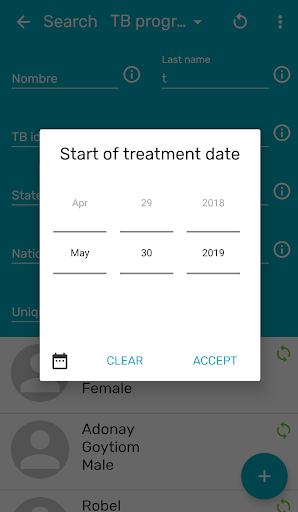 Search TB progr...
Last name
Nombre t
TB id
Start of treatment date
Apr 29 2018
State
May 30 2019
Natio
Uniq
CLEAR ACCEPT
Female
Adonay
Goytiom
Male
Robel